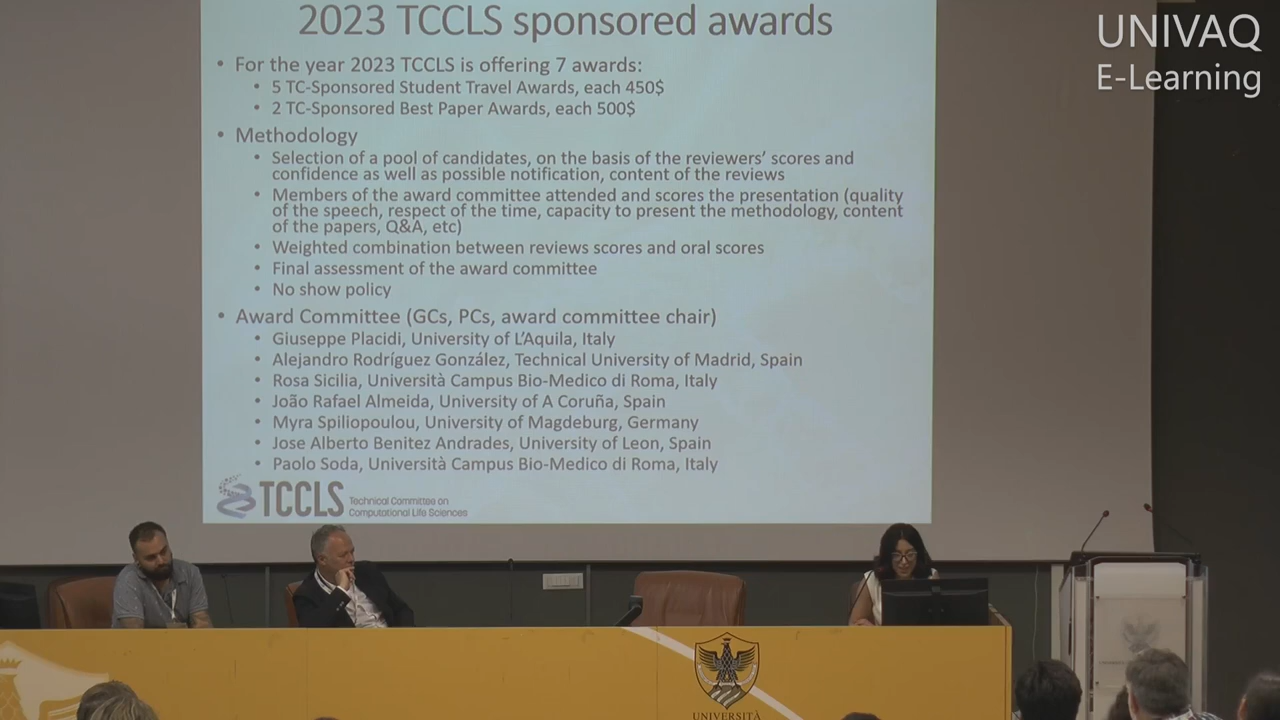 2023 TCCLS sponsored awards
UNIVAQ
E-Learning
• For the year 2023 TCCLS is offering 7 awards:
• 5 TC-Sponsored Student Travel Awards, each 450$
• 2 TC-Sponsored Best Paper Awards, each 500$
• Methodology
• Selection of a pool of candidates, on the basis of the reviewers' scores and
confidence as well as possible notification, content of the reviews
• Members of the award committee attended and scores the presentation (quality
of the speech, respect of the time, capacity to present the methodology, content
of the papers, Q&A, etc)
• Weighted combination between reviews scores and oral scores
• Final assessment of the award committee
• No show policy
• Award Committee (GCs, PCs, award committee chair)
• Giuseppe Placidi, University of L'Aquila, Italy
• Alejandro Rodríguez González, Technical University of Madrid, Spain
• Rosa Sicilia, Università Campus Bio-Medico di Roma, Italy
• João Rafael Almeida, University of A Coruña, Spain
• Myra Spiliopoulou, University of Magdeburg, Germany
• Jose Alberto Benitez Andrades, University of Leon, Spain
• Paolo Soda, Università Campus Bio-Medico di Roma, Italy
TCCLS
Technical Committee on
Computational Life Sciences
UNIVERSITÀ